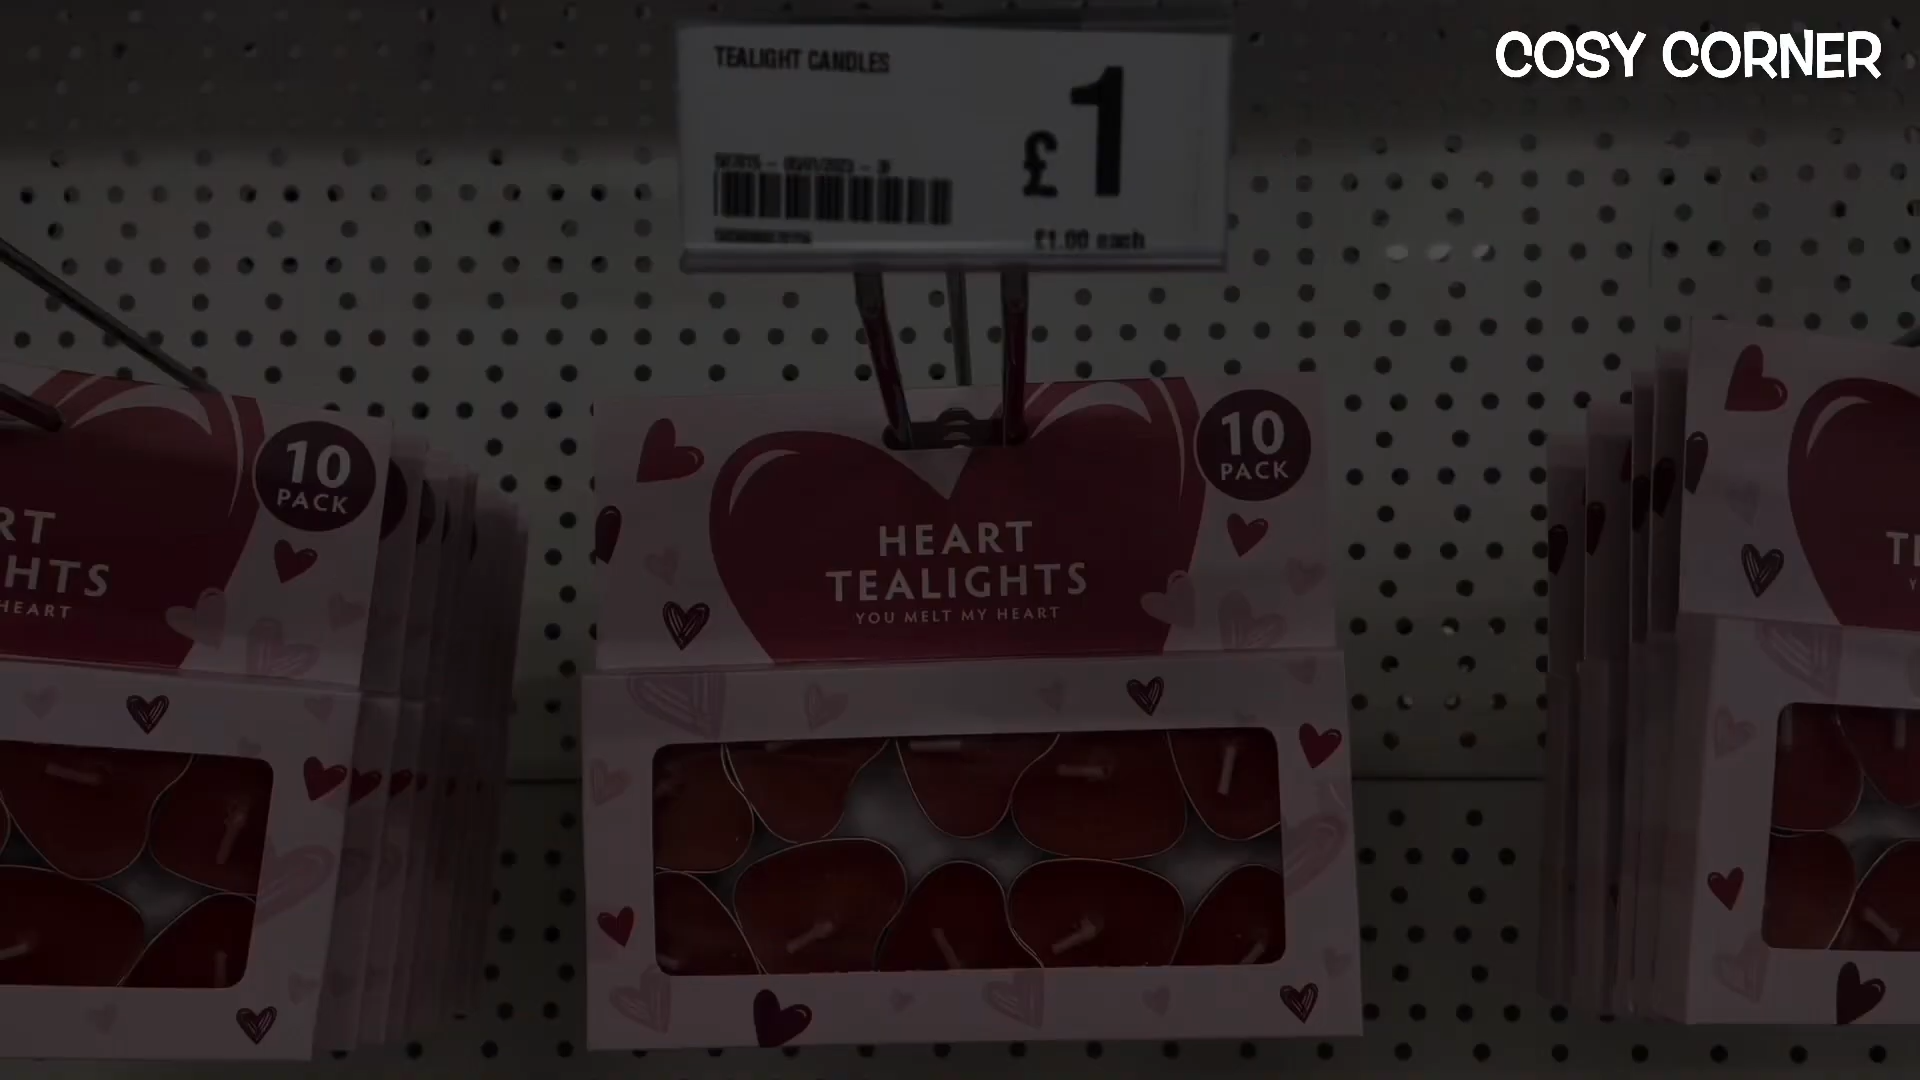 COSY CORNER
TEALIGHT CANDLES
£1
£1.00 each
10
PACK
RT
HTS
HEART
10
PACK
HEART
TEALIGHTS
YOU MELT MY HEART